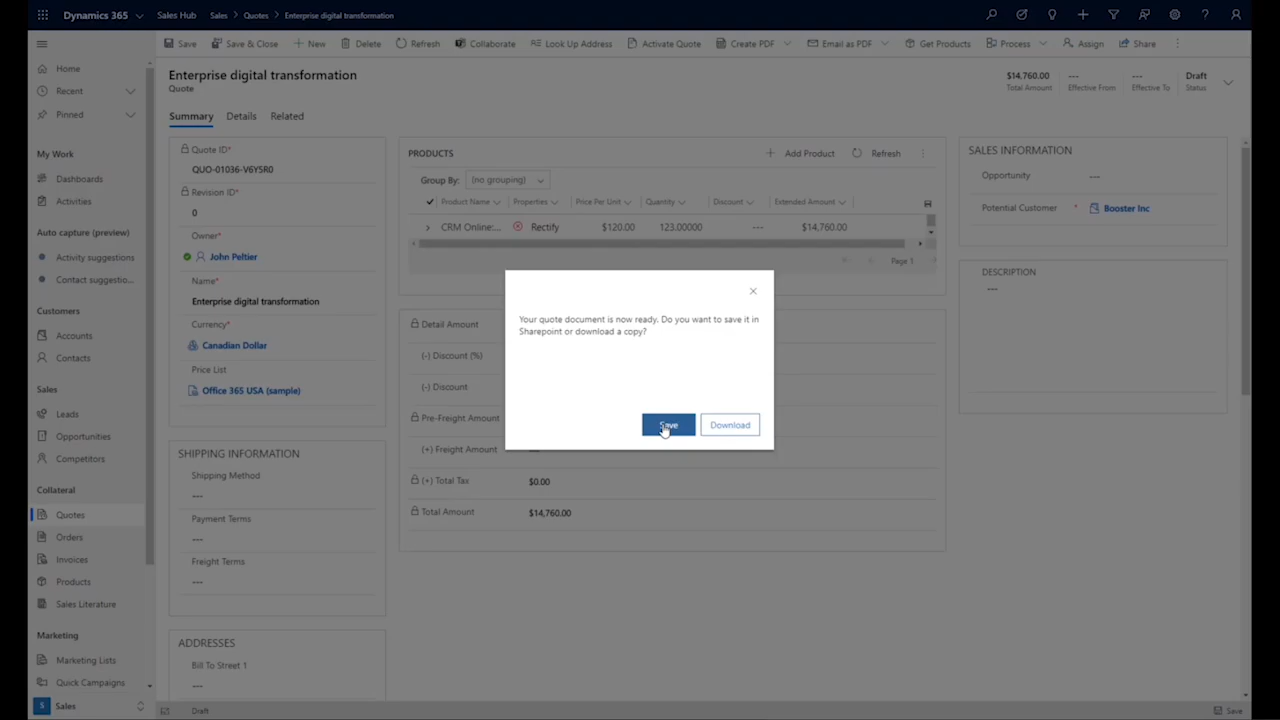 Dynamics 365 Sales Hub Sales > Quotes > Enterprise digital transformation
Save Save & Close New Delete Refresh Collaborate Look Up Address Activate Quote Create PDF Email as PDF Get Products Process Assign Share
Home
Recent
Pinned
My Work
Dashboards
Activities
Auto capture (preview)
Activity suggestions
Contact suggestio...
Customers
Accounts
Contacts
Sales
Leads
Opportunities
Competitors
Collateral
Quotes
Orders
Invoices
Products
Sales Literature
Marketing
Marketing Lists
Quick Campaigns
S Sales
Enterprise digital transformation
Quote
$14,760.00
Total Amount
---
Effective From
---
Effective To
Draft
Status
Summary Details Related
Quote ID*
QUO-01036-V6Y5R0
Revision ID*
0
Owner*
John Peltier
Name*
Enterprise digital transformation
Currency*
Canadian Dollar
Price List
Office 365 USA (sample)
SHIPPING INFORMATION
Shipping Method
---
Payment Terms
---
Freight Terms
---
ADDRESSES
Bill To Street 1
---
PRODUCTS + Add Product Refresh
Group By: (no grouping)
Product Name Properties Price Per Unit Quantity Discount Extended Amount
CRM Online:... Rectify $120.00 123.00000 --- $14,760.00
Page 1
Detail Amount
(-) Discount (%)
(-) Discount
Pre-Freight Amount
(+) Freight Amount
(+) Total Tax $0.00
Total Amount $14,760.00
Your quote document is now ready. Do you want to save it in
Sharepoint or download a copy?
Save Download
SALES INFORMATION
Opportunity ---
Potential Customer * Booster Inc
DESCRIPTION
---
Draft
Save